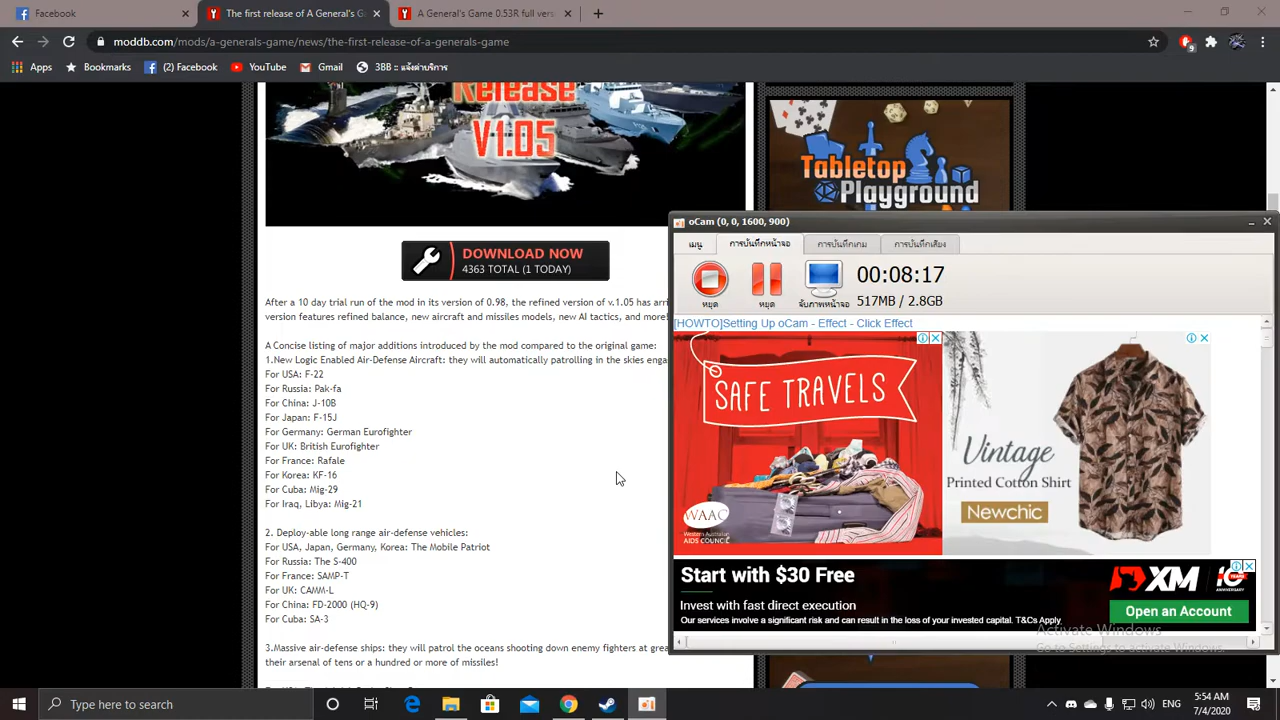 Facebook
The first release of A General's Ga
A General's Game 0.53R full vers
moddb.com/mods/a-generals-game/news/the-first-release-of-a-generals-game
9
Apps
Bookmarks
(2) Facebook
YouTube
Gmail
3BB :: แจ้งค่าบริการ
Release
V1.05
Tabletop
Playground
DOWNLOAD NOW
4363 TOTAL (1 TODAY)
After a 10 day trial run of the mod in its version of 0.98, the refined version of v.1.05 has arri
version features refined balance, new aircraft and missiles models, new AI tactics, and more!
A Concise listing of major additions introduced by the mod compared to the original game:
1.New Logic Enabled Air-Defense Aircraft: they will automatically patrolling in the skies enga
For USA: F-22
For Russia: Pak-fa
For China: J-10B
For Japan: F-15J
For Germany: German Eurofighter
For UK: British Eurofighter
For France: Rafale
For Korea: KF-16
For Cuba: Mig-29
For Iraq, Libya: Mig-21
2. Deploy-able long range air-defense vehicles:
For USA, Japan, Germany, Korea: The Mobile Patriot
For Russia: The S-400
For France: SAMP-T
For UK: CAMM-L
For China: FD-2000 (HQ-9)
For Cuba: SA-3
3.Massive air-defense ships: they will patrol the oceans shooting down enemy fighters at grea
their arsenal of tens or a hundred or more of missiles!
oCam (0, 0, 1600, 900)
เมนู
การบันทึกหน้าจอ
การบันทึกเกม
การบันทึกเสียง
หยุด
หยุด
จับภาพหน้าจอ
00:08:17
517MB / 2.8GB
[HOWTO]Setting Up oCam - Effect - Click Effect
SAFE TRAVELS
WAAC
Western Australian
AIDS COUNCIL
Vintage
Printed Cotton Shirt
Newchic
Start with $30 Free
Invest with fast direct execution
Our services involve a significant risk and can result in the loss of your invested capital. T&Cs Apply.
XM
10
YEARS
ANNIVERSARY
Open an Account
Activate Windows
Go to Settings to activate Windows.
Type here to search
ENG
5:54 AM
7/4/2020